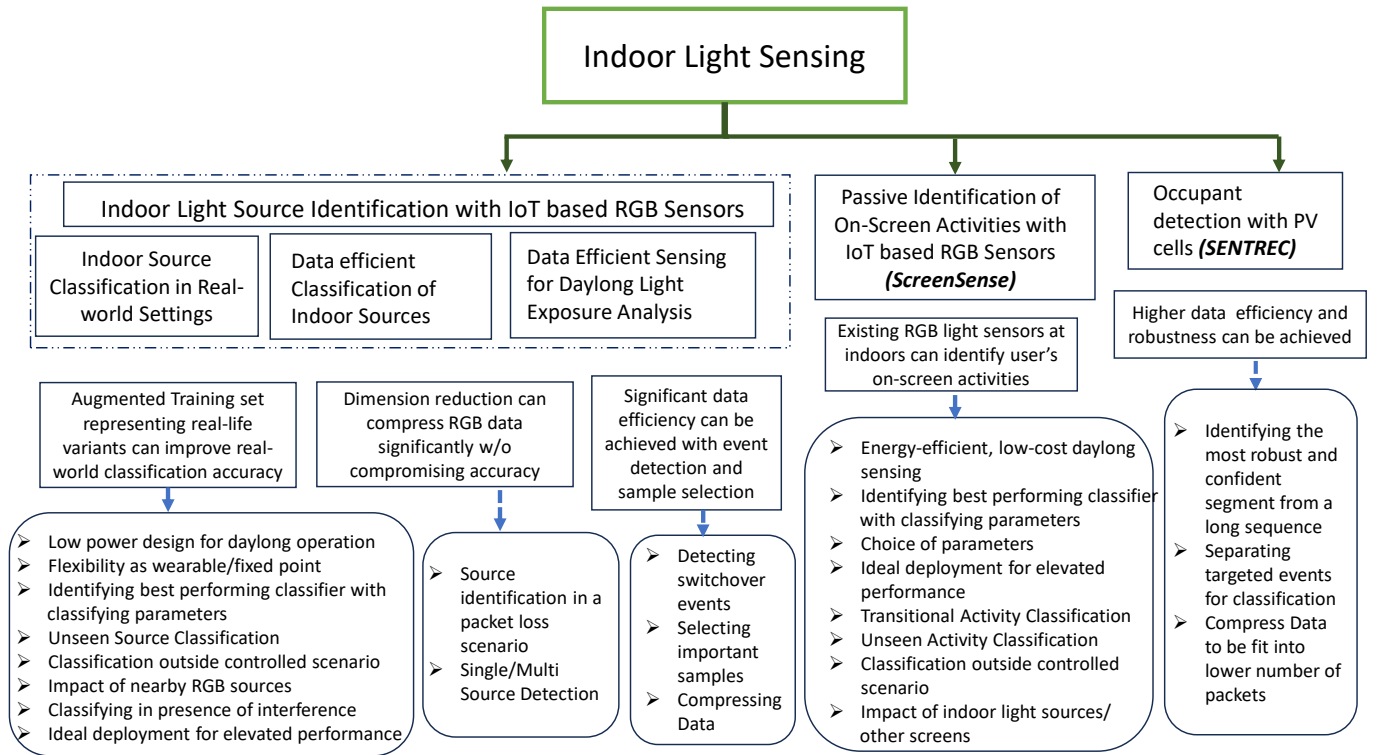 Indoor Light Sensing
Indoor Light Source Identification with IoT based RGB Sensors
Indoor Source
Classification in Real-
world Settings
Data efficient
Classification of
Indoor Sources
Data Efficient Sensing
for Daylong Light
Exposure Analysis
Passive Identification of
On-Screen Activities with
IoT based RGB Sensors
(ScreenSense)
Occupant
detection with PV
cells (SENTREC)
Augmented Training set
representing real-life
variants can improve real-
world classification accuracy
Dimension reduction can
compress RGB data
significantly w/o
compromising accuracy
Significant data
efficiency can be
achieved with event
detection and
sample selection
Existing RGB light sensors at
indoors can identify user's
on-screen activities
Higher data efficiency and
robustness can be achieved
➢ Low power design for daylong operation
➢ Flexibility as wearable/fixed point
➢ Identifying best performing classifier with
classifying parameters
➢ Unseen Source Classification
➢ Classification outside controlled scenario
➢ Impact of nearby RGB sources
➢ Classifying in presence of interference
➢ Ideal deployment for elevated performance
➢ Source
identification in a
packet loss
scenario
➢ Single/Multi
Source Detection
➢ Detecting
switchover
events
➢ Selecting
important
samples
➢ Compressing
Data
➢ Energy-efficient, low-cost daylong
sensing
➢ Identifying best performing classifier
with classifying parameters
➢ Choice of parameters
➢ Ideal deployment for elevated
performance
➢ Transitional Activity Classification
➢ Unseen Activity Classification
➢ Classification outside controlled
scenario
➢ Impact of indoor light sources/
other screens
➢ Identifying the
most robust and
confident
segment from a
long sequence
➢ Separating
targeted events
for classification
➢ Compress Data
to be fit into
lower number of
packets